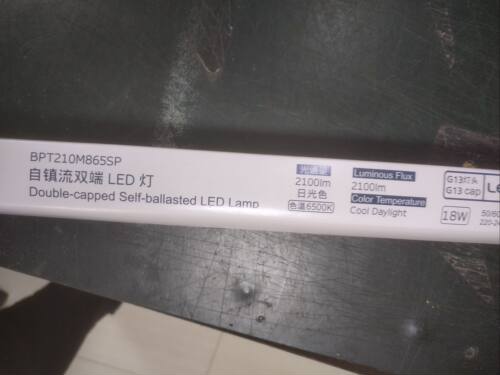 BPT210M865SP
自镇流双端 LED 灯
Double-capped Self-ballasted LED Lamp
光通量
2100lm
日光色
色温6500K
Luminous Flux
2100lm
Color Temperature
Cool Daylight
G13灯头
G13 cap
18W